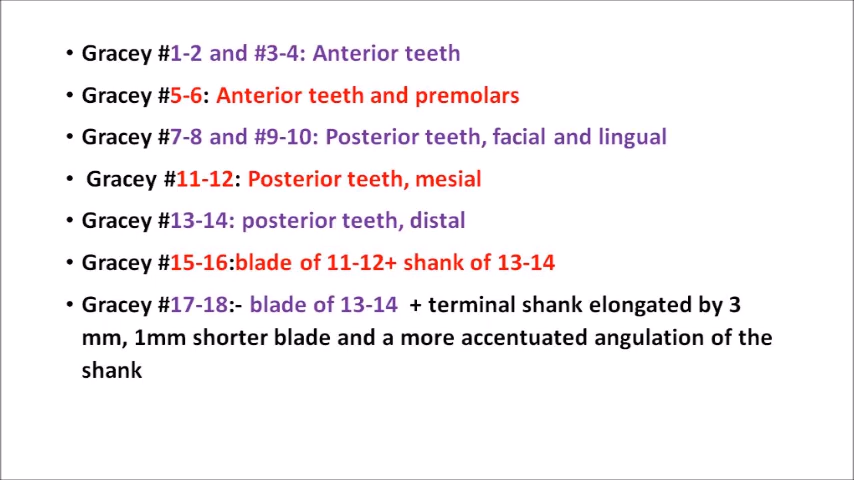 • Gracey #1-2 and #3-4: Anterior teeth
• Gracey #5-6: Anterior teeth and premolars
• Gracey #7-8 and #9-10: Posterior teeth, facial and lingual
• Gracey #11-12: Posterior teeth, mesial
• Gracey #13-14: posterior teeth, distal
• Gracey #15-16:blade of 11-12+ shank of 13-14
• Gracey #17-18:- blade of 13-14 + terminal shank elongated by 3
mm, 1mm shorter blade and a more accentuated angulation of the
shank